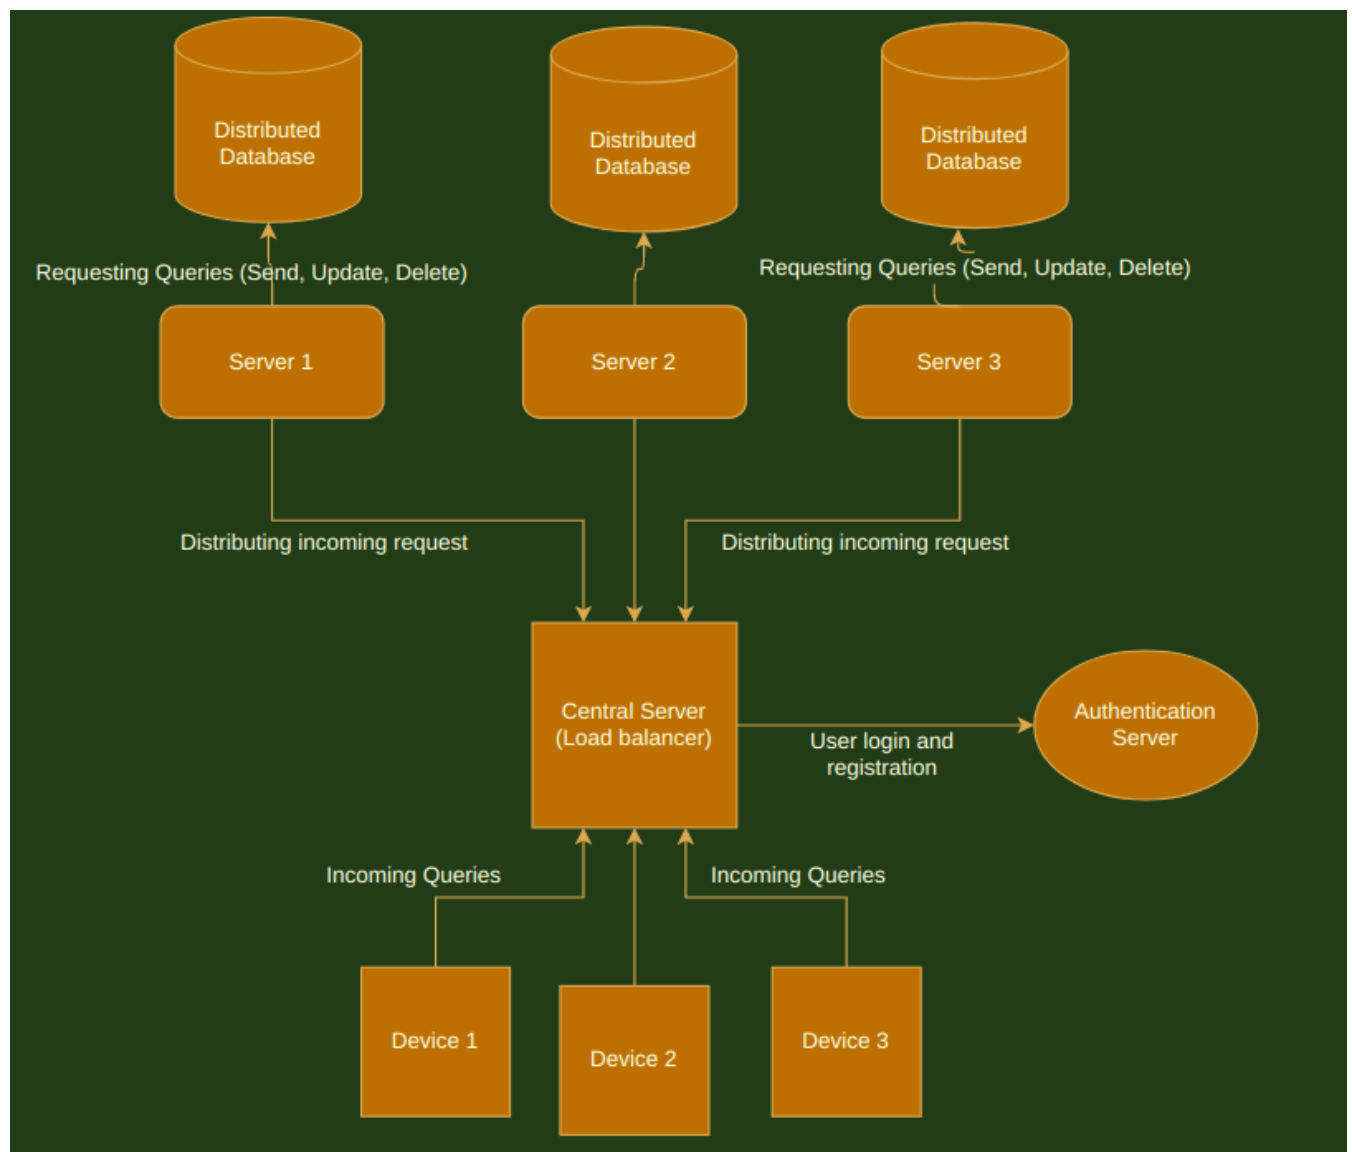 Distributed
Database
Distributed
Database
Distributed
Database
Requesting Queries (Send, Update, Delete)
Requesting Queries (Send, Update, Delete)
Server 1
Server 2
Server 3
Distributing incoming request
Distributing incoming request
Central Server
(Load balancer)
User login and
registration
Authentication
Server
Incoming Queries
Incoming Queries
Device 1
Device 2
Device 3